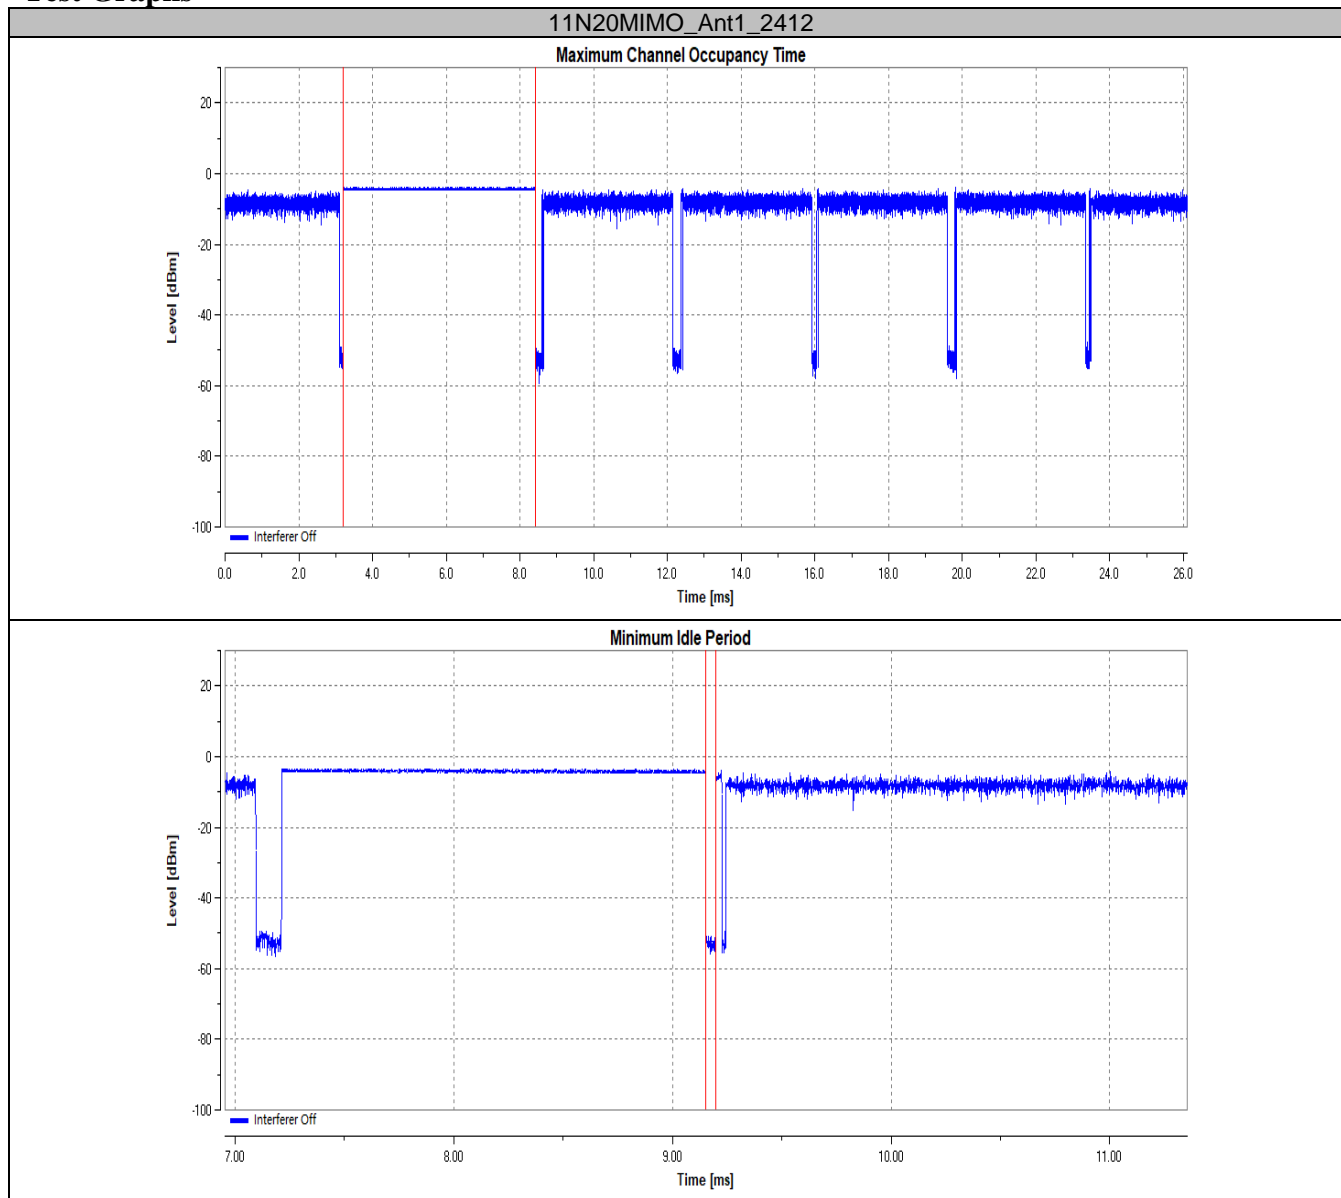 Test Graphs
11N20MIMO_Ant1_2412
Maximum Channel Occupancy Time
20
0
-20
-40
-60
-80
-100
Level [dBm]
Interferer Off
0.0 2.0 4.0 6.0 8.0 10.0 12.0 14.0 16.0 18.0 20.0 22.0 24.0 26.0
Time [ms]
Minimum Idle Period
20
0
-20
-40
-60
-80
-100
Level [dBm]
Interferer Off
7.00 8.00 9.00 10.00 11.00
Time [ms]